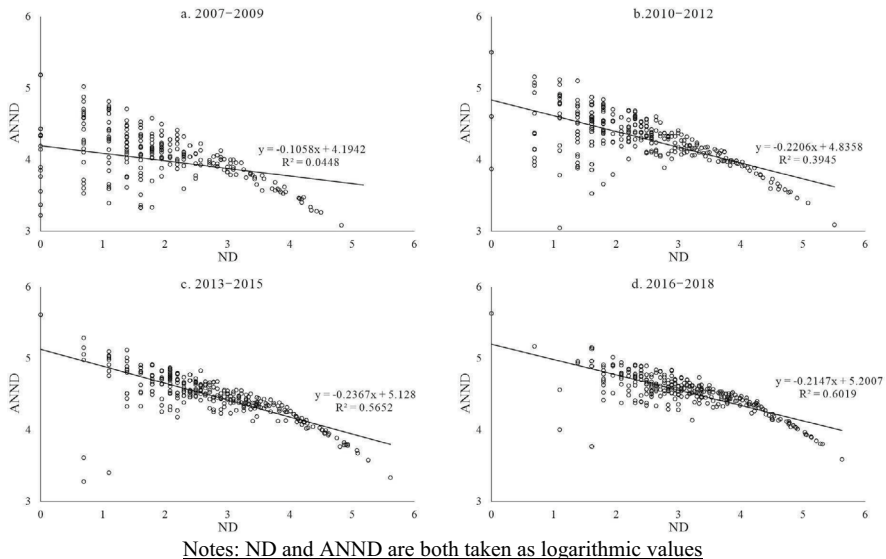 a. 2007−2009
6
5
4
3
ANND
y = -0.1058x + 4.1942
R² = 0.0448
0 1 2 3 4 5 6
ND
b.2010−2012
6
5
4
3
ANND
y = -0.2206x + 4.8358
R² = 0.3945
0 1 2 3 4 5 6
ND
c. 2013−2015
6
5
4
3
ANND
y = -0.2367x + 5.128
R² = 0.5652
0 1 2 3 4 5 6
ND
d. 2016−2018
6
5
4
3
ANND
y = -0.2147x + 5.2007
R² = 0.6019
0 1 2 3 4 5 6
ND
Notes: ND and ANND are both taken as logarithmic values